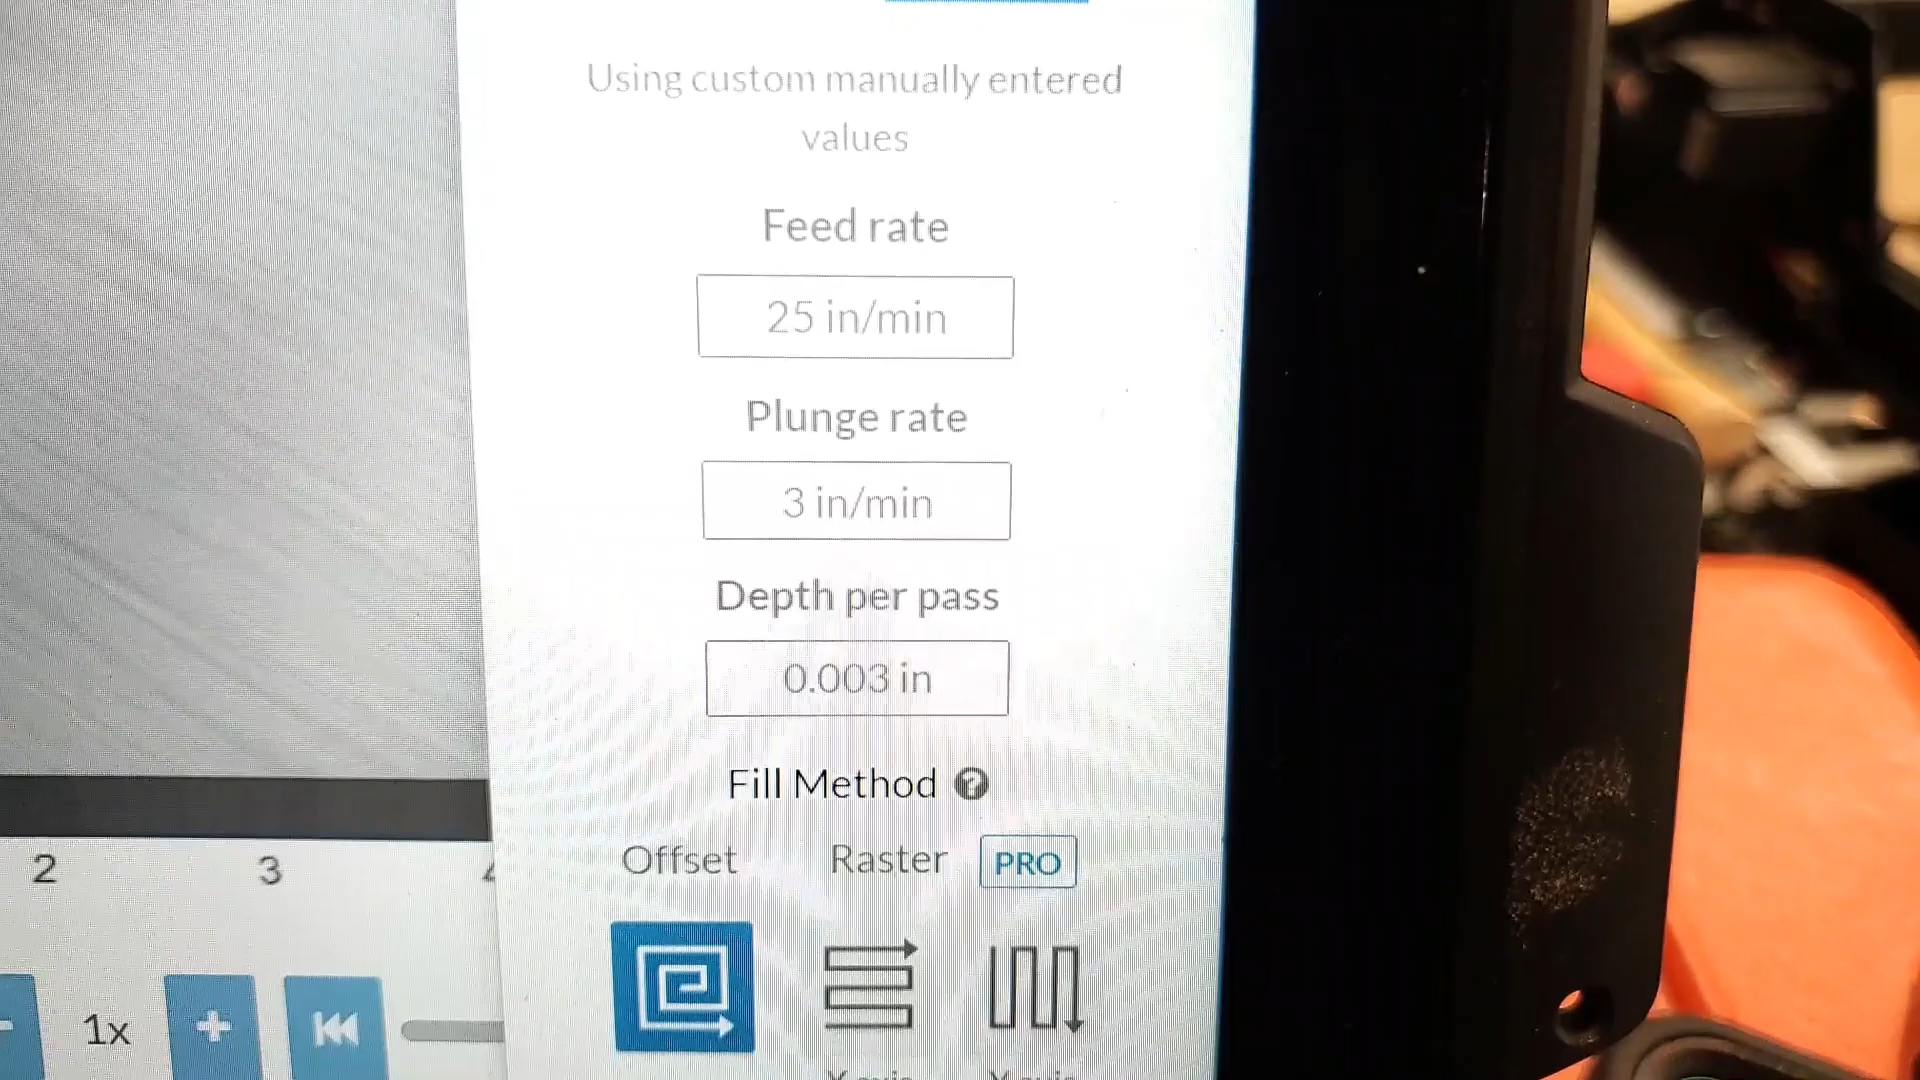 Using custom manually entered
values
Feed rate
25 in/min
Plunge rate
3 in/min
Depth per pass
0.003 in
Fill Method ?
Offset Raster PRO
2 3
1x